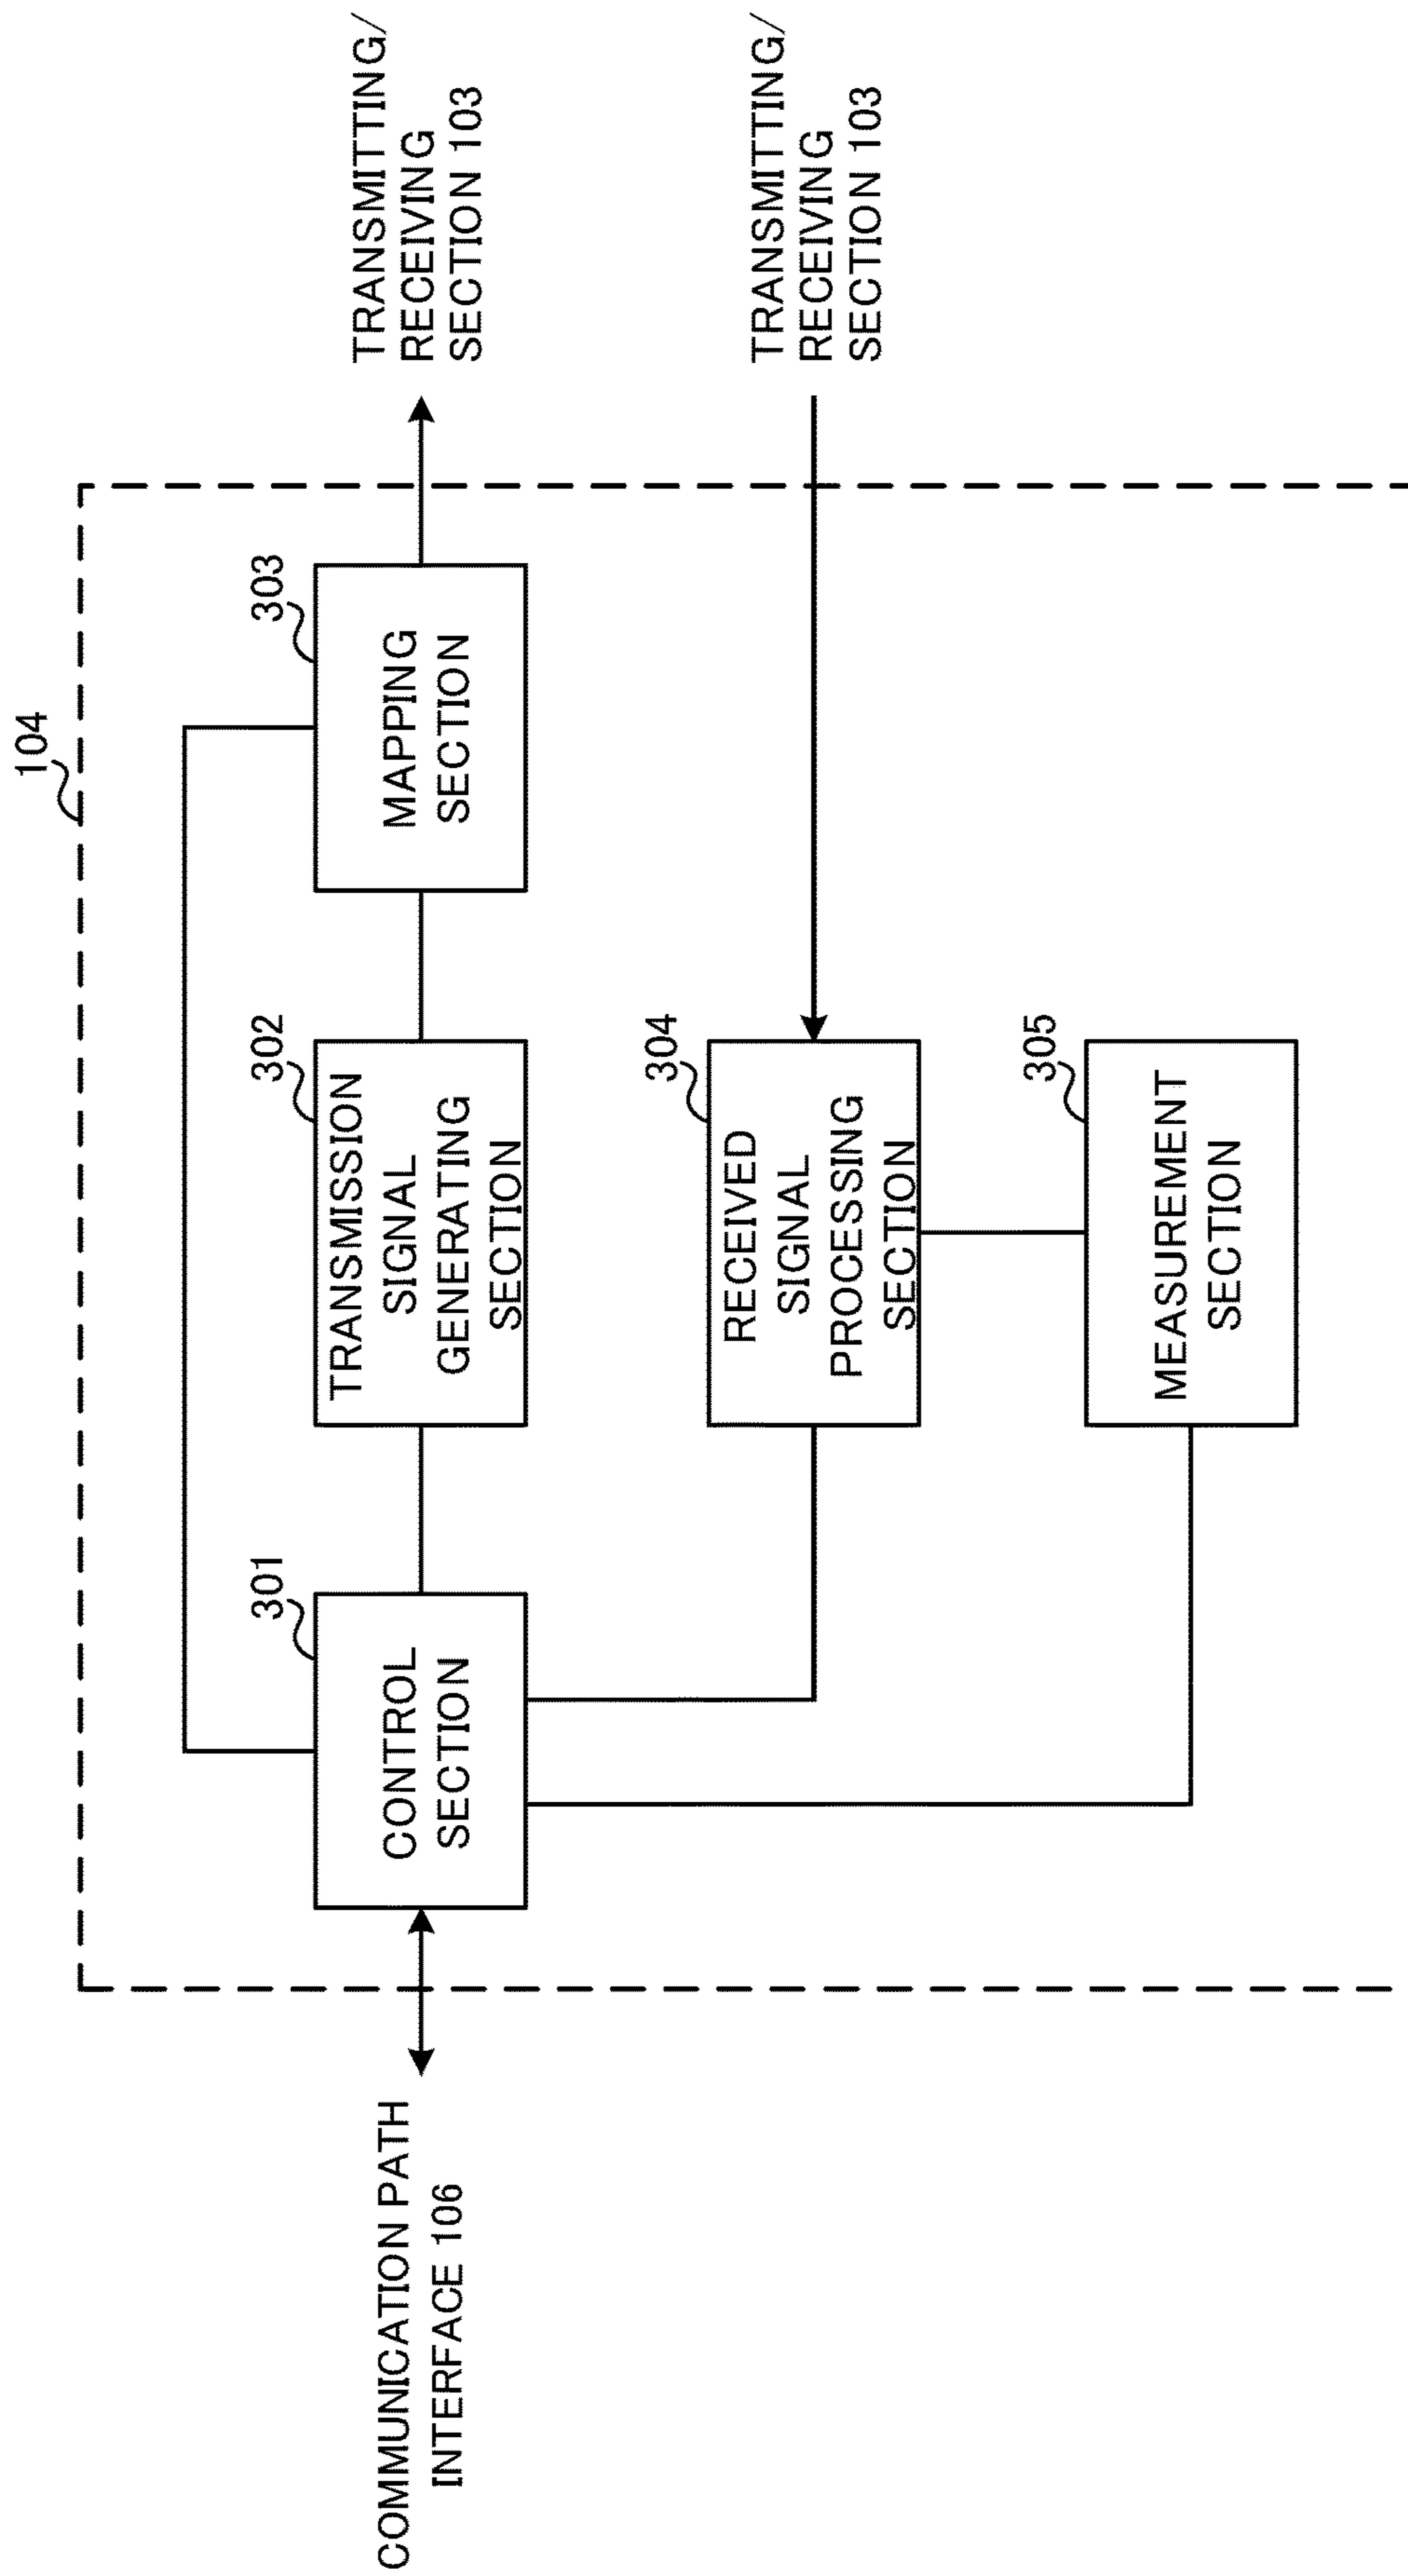 104
COMMUNICATION PATH
INTERFACE 106
301
CONTROL
SECTION
302
TRANSMISSION
SIGNAL
GENERATING
SECTION
303
MAPPING
SECTION
TRANSMITTING/
RECEIVING
SECTION 103
304
RECEIVED
SIGNAL
PROCESSING
SECTION
TRANSMITTING/
RECEIVING
SECTION 103
305
MEASUREMENT
SECTION